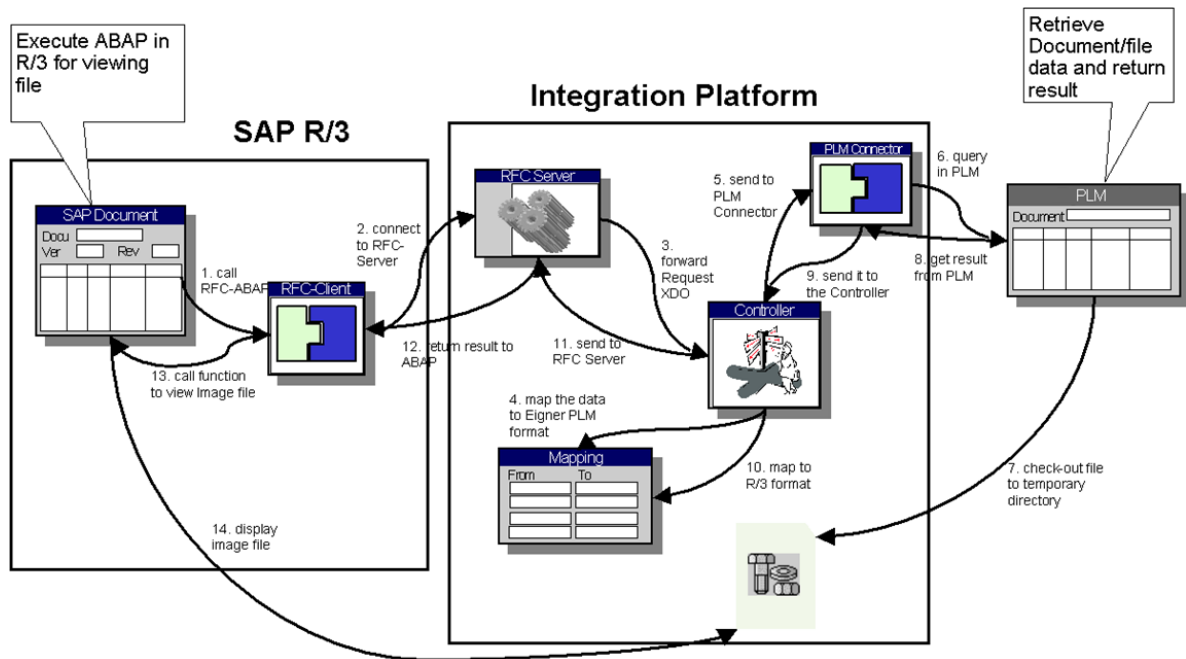 Execute ABAP in
R/3 for viewing
file
Retrieve
Document/file
data and return
result
Integration Platform
SAP R/3
SAP Document
Docu
Ver
Rev
1. call
RFC-ABAP
RFC-Client
2. connect
to RFC-
Server
RFC Server
3.
forward
Request
XDO
5. send to
PLM
Connector
PLM Connector
6. query
in PLM
PLM
Document
8. get result
from PLM
9. send it to
the Controller
Controller
11. send to
RFC Server
12. return result to
ABAP
13. call function
to view Image file
4. map the data
to Eigner PLM
format
Mapping
From
To
10. map to
R/3 format
7. check-out file
to temporary
directory
14. display
image file